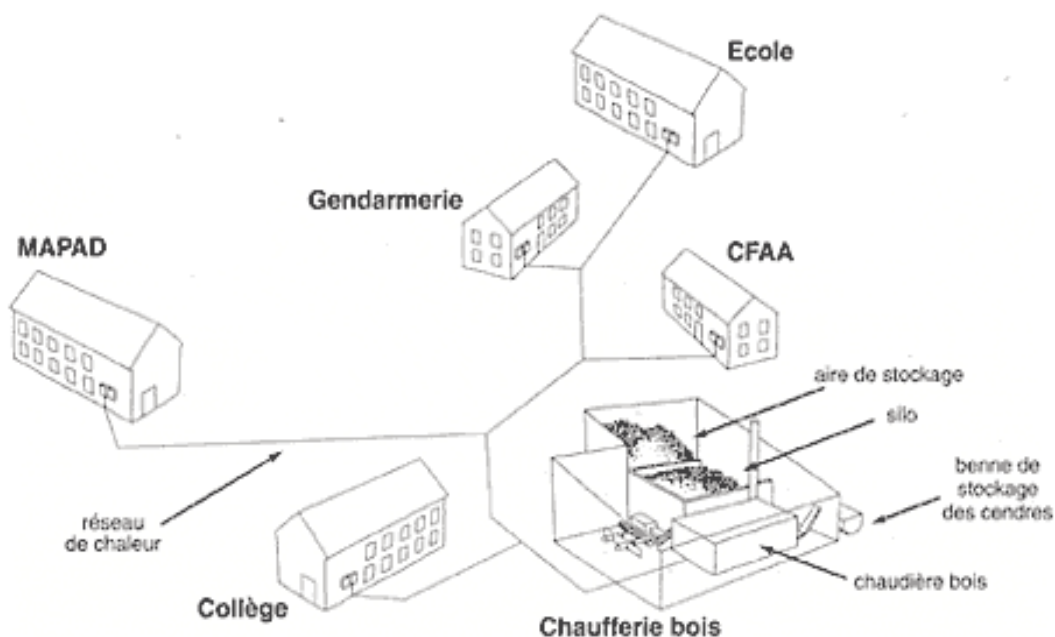 Ecole
Gendarmerie
MAPAD
CFAA
aire de stockage
silo
benne de
stockage
des cendres
réseau
de chaleur
chaudière bois
Collège
Chaufferie bois